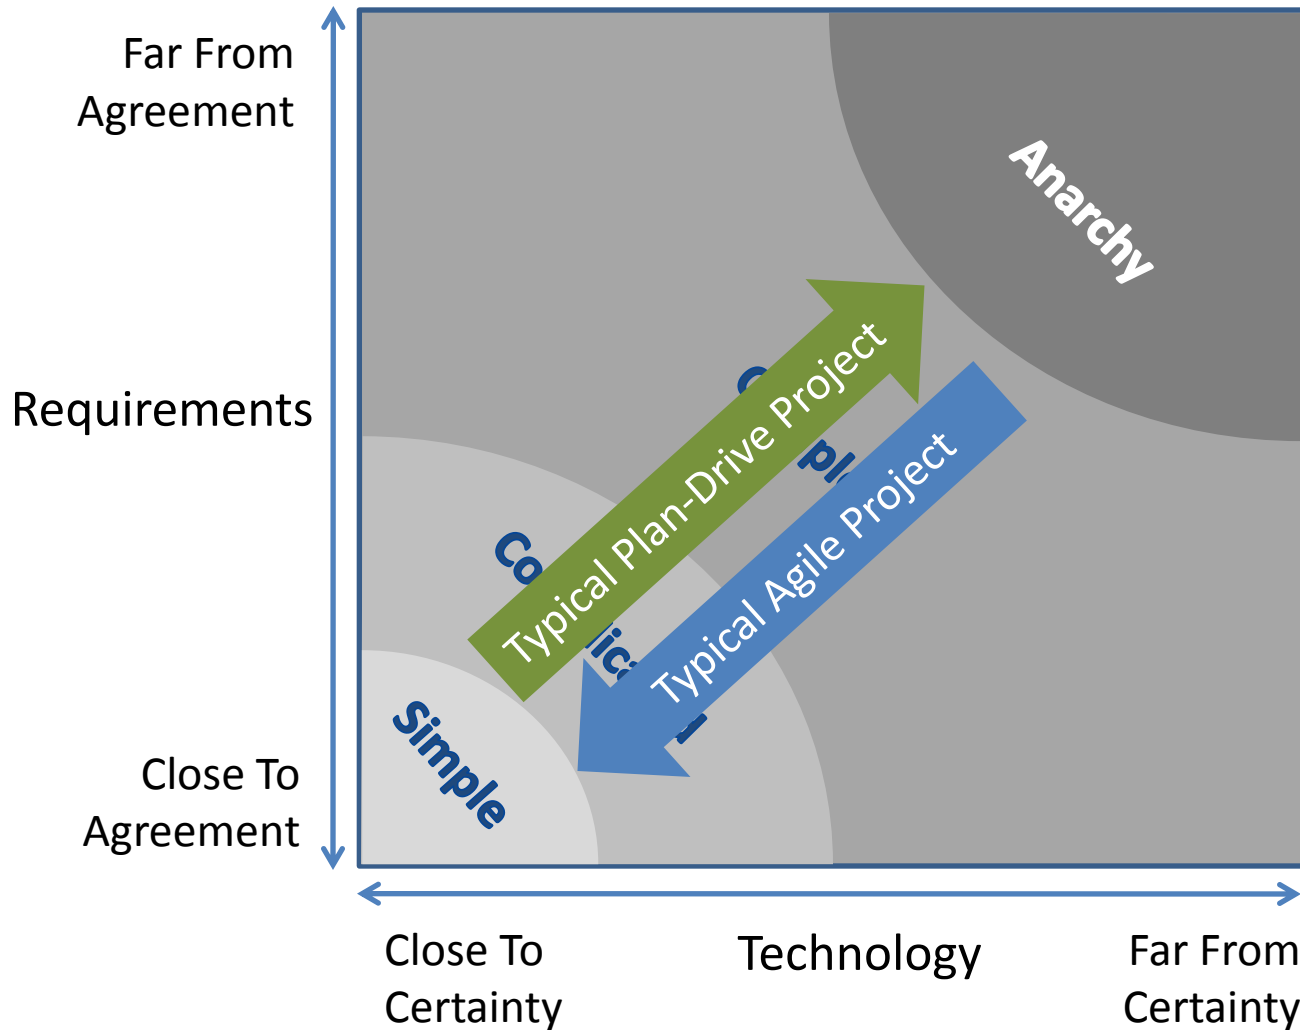 Far From
Agreement
Anarchy
Requirements
Typical Plan-Drive Project
Typical Agile Project
Simple
Close To
Agreement
Close To
Certainty
Technology
Far From
Certainty